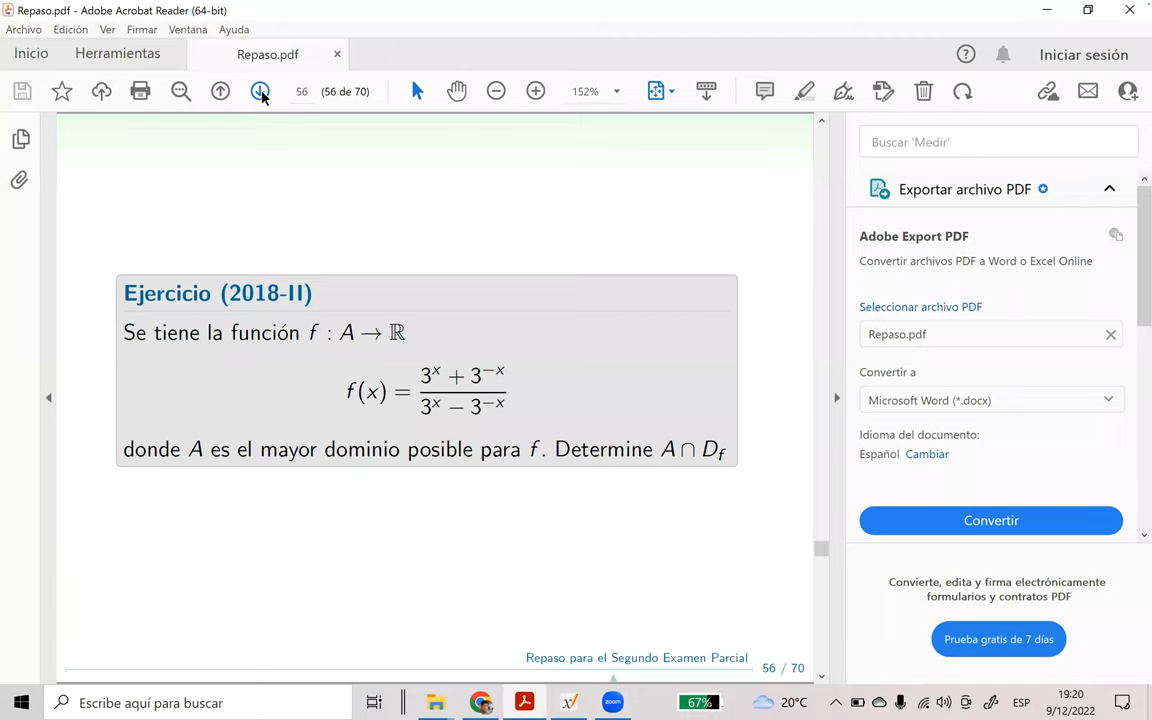 Repaso.pdf - Adobe Acrobat Reader (64-bit)
Archivo Edición Ver Firmar Ventana Ayuda
Inicio Herramientas Repaso.pdf × Iniciar sesión
56 (56 de 70) 152%
Buscar 'Medir'
Exportar archivo PDF
Adobe Export PDF
Convertir archivos PDF a Word o Excel Online
Seleccionar archivo PDF
Repaso.pdf
Convertir a
Microsoft Word (*.docx)
Idioma del documento:
Español Cambiar
Convertir
Convierte, edita y firma electrónicamente
formularios y contratos PDF
Prueba gratis de 7 días
Ejercicio (2018-II)
Se tiene la función f : A → ℝ
f(x) = (3^x + 3^{-x}) / (3^x − 3^{-x})
donde A es el mayor dominio posible para f. Determine A ∩ D_f
Repaso para el Segundo Examen Parcial
56 / 70
Escribe aquí para buscar
zoom
67%
20°C
ESP
19:20
9/12/2022